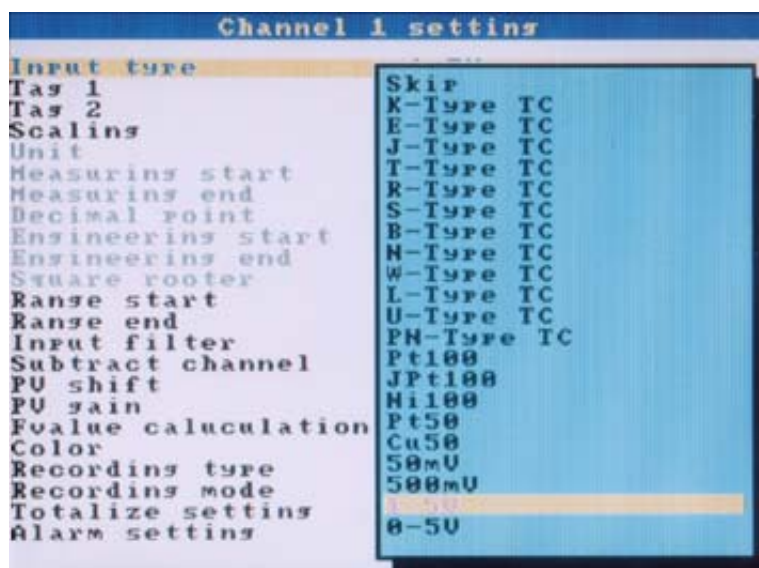 Channel 1 setting
Input type
Tag 1
Tag 2
Scaling
Unit
Measuring start
Measuring end
Decimal point
Engineering start
Engineering end
Square rooter
Range start
Range end
Input filter
Subtract channel
PV shift
PV gain
Fvalue caluculation
Color
Recording type
Recording mode
Totalize setting
Alarm setting
Skip
K-Type TC
E-Type TC
J-Type TC
T-Type TC
R-Type TC
S-Type TC
B-Type TC
N-Type TC
W-Type TC
L-Type TC
U-Type TC
PN-Type TC
Pt100
JPt100
Ni100
Pt50
Cu50
50mV
500mV
1-5V
0-5V